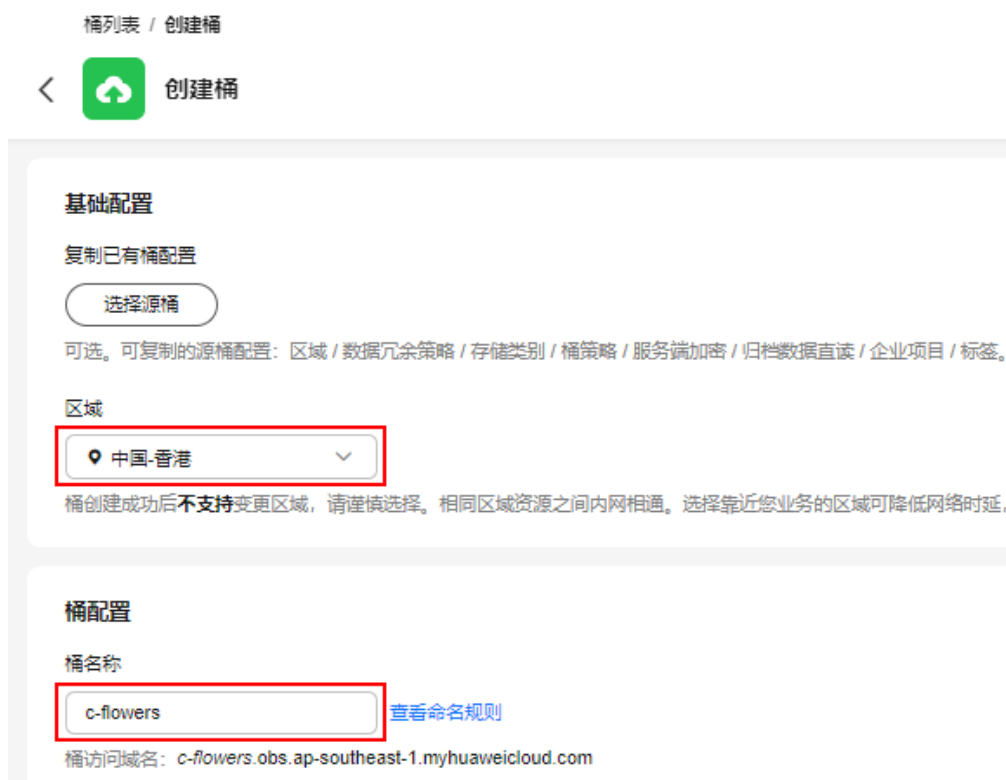 桶列表 / 创建桶
创建桶
基础配置
复制已有桶配置
选择源桶
可选。可复制的源桶配置：区域 / 数据冗余策略 / 存储类别 / 桶策略 / 服务端加密 / 归档数据直读 / 企业项目 / 标签。
区域
中国-香港
桶创建成功后不支持变更区域，请谨慎选择。相同区域资源之间内网相通。选择靠近您业务的区域可降低网络时延。
桶配置
桶名称
c-flowers 查看命名规则
桶访问域名：c-flowers.obs.ap-southeast-1.myhuaweicloud.com